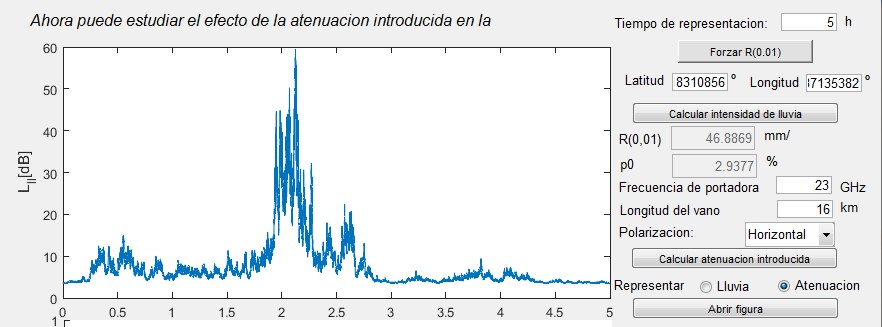 Ahora puede estudiar el efecto de la atenuacion introducida en la
Tiempo de representacion: 5 h
Forzar R(0.01)
Latitud 8310856 º Longitud 7135382 º
Calcular intensidad de lluvia
R(0,01) 46.8869 mm/
p0 2.9377 %
Frecuencia de portadora 23 GHz
Longitud del vano 16 km
Polarizacion: Horizontal
Calcular atenuacion introducida
Representar Lluvia Atenuacion
Abrir figura
Lll[dB]
60
50
40
30
20
10
0
0 0.5 1 1.5 2 2.5 3 3.5 4 4.5 5
1